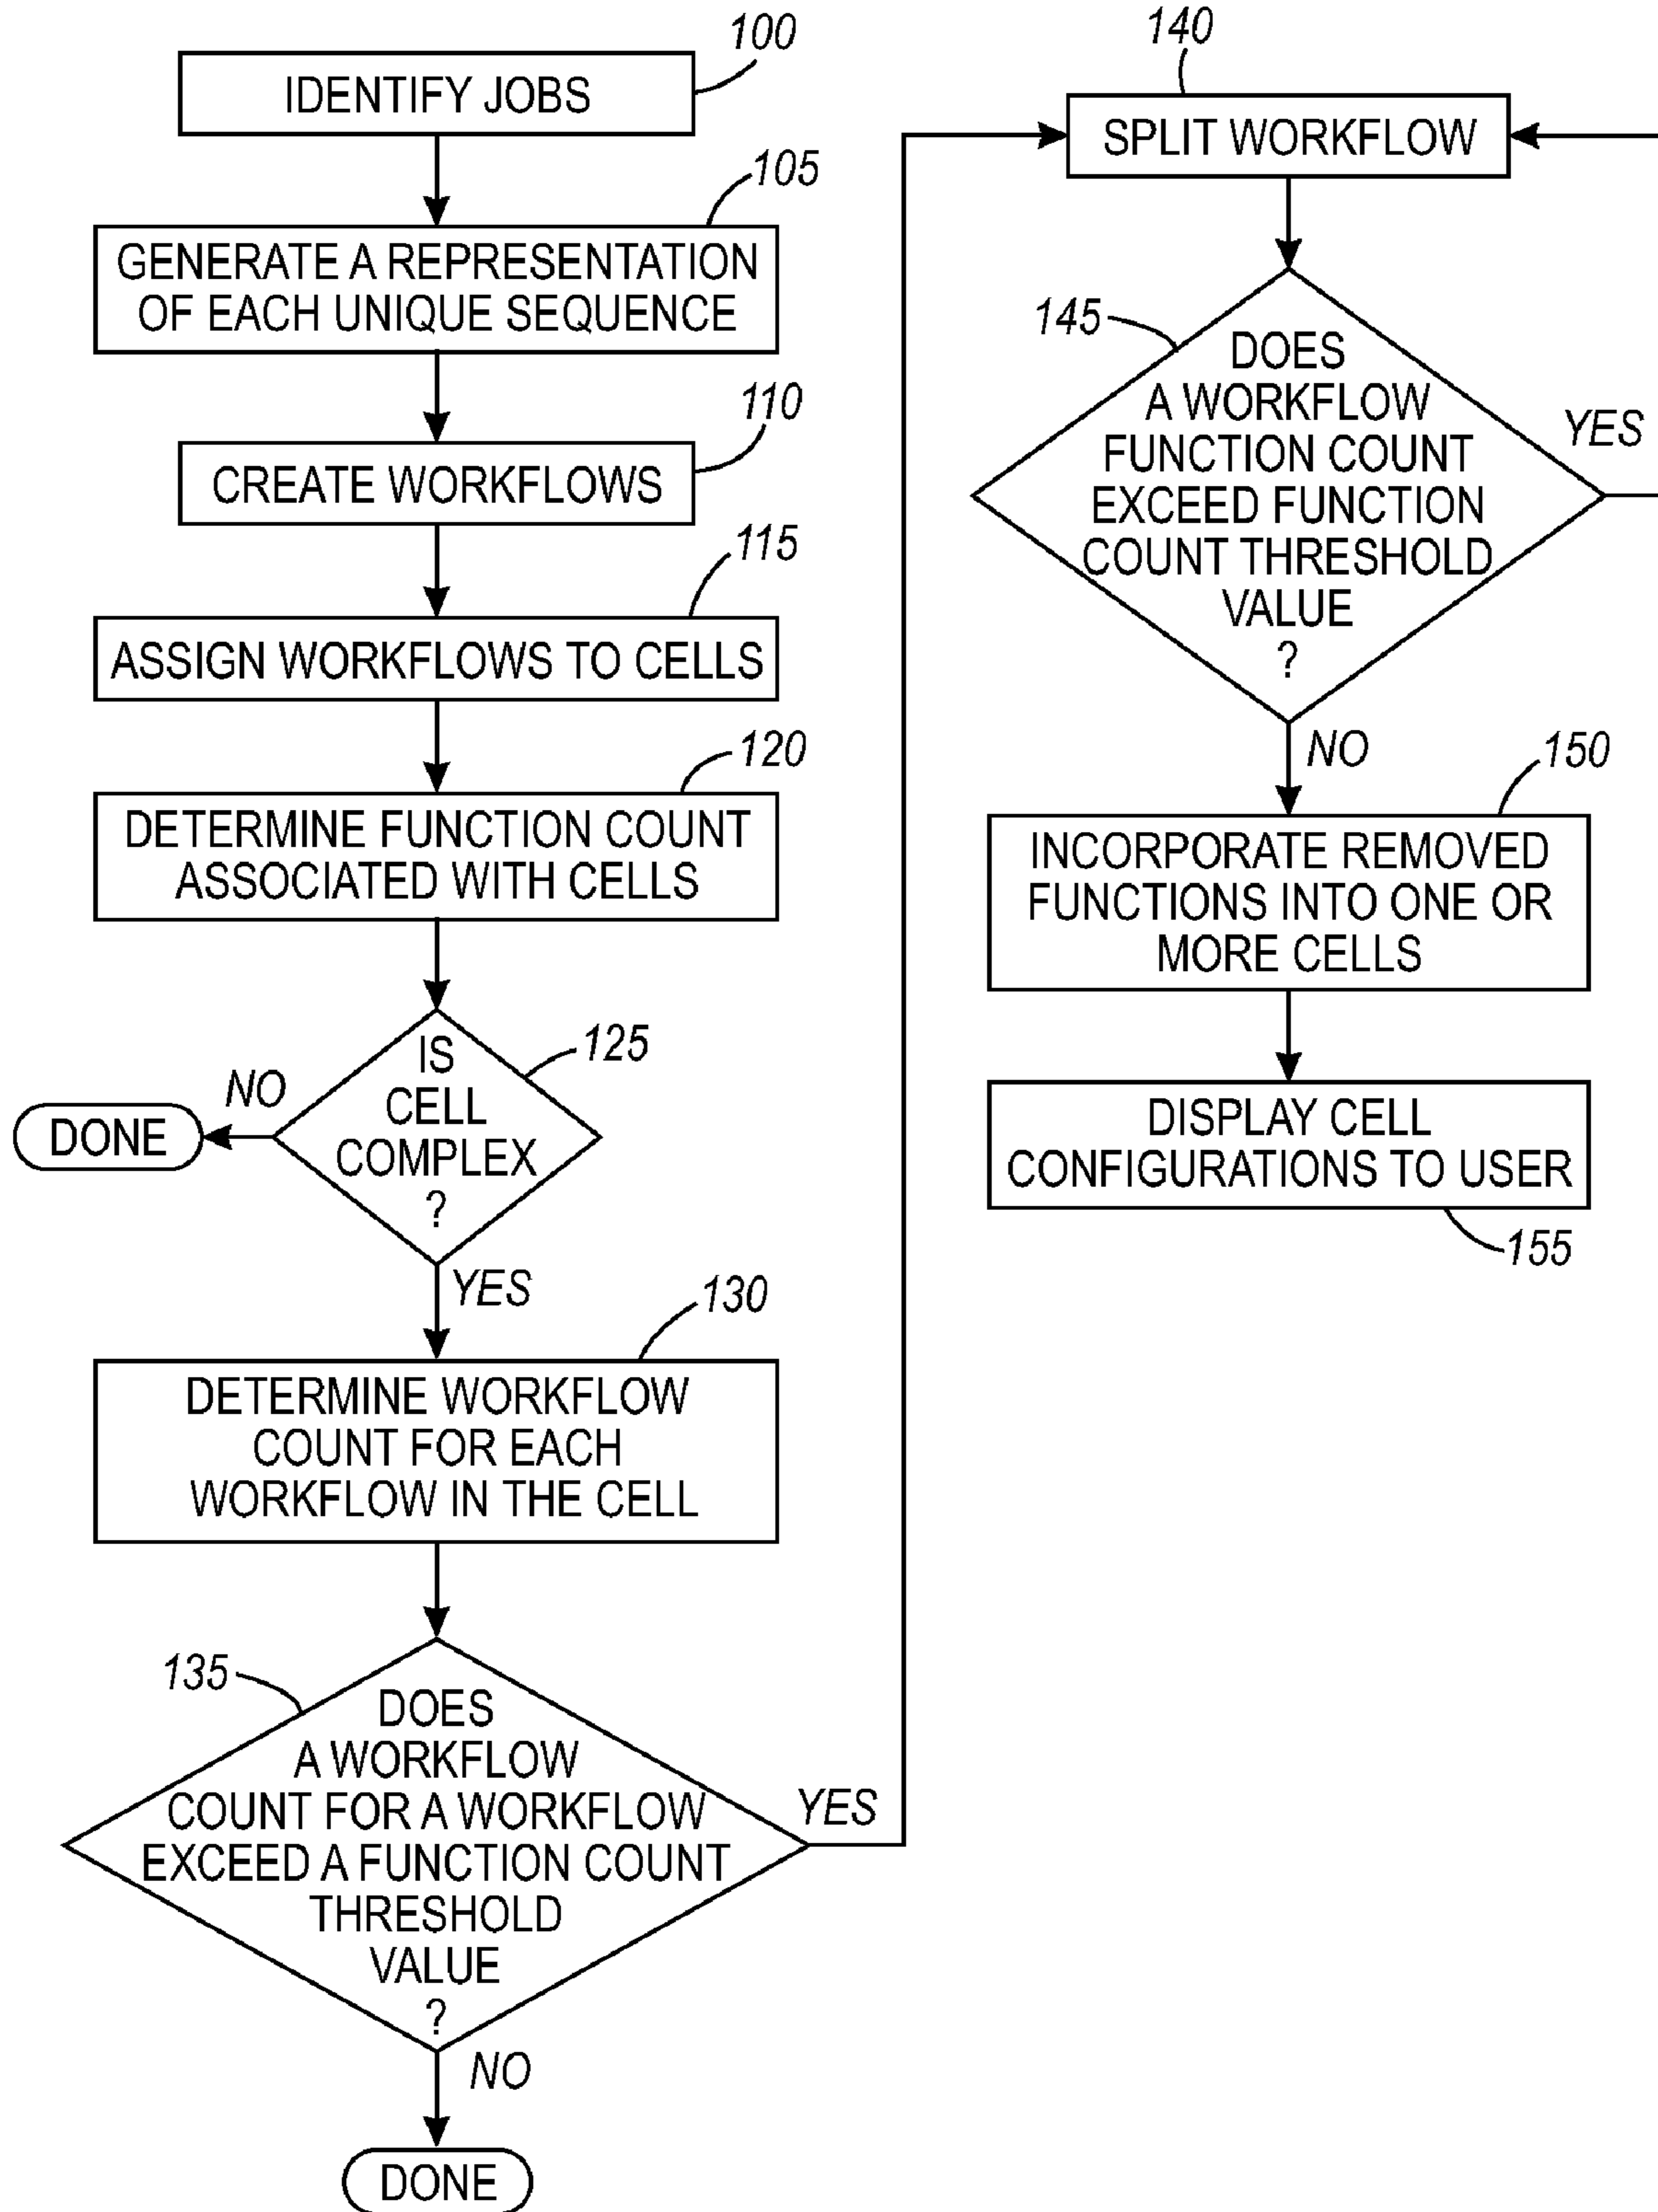 100
IDENTIFY JOBS
105
GENERATE A REPRESENTATION
OF EACH UNIQUE SEQUENCE
110
CREATE WORKFLOWS
115
ASSIGN WORKFLOWS TO CELLS
120
DETERMINE FUNCTION COUNT
ASSOCIATED WITH CELLS
125
IS
CELL
COMPLEX
?
NO
DONE
YES
130
DETERMINE WORKFLOW
COUNT FOR EACH
WORKFLOW IN THE CELL
135
DOES
A WORKFLOW
COUNT FOR A WORKFLOW
EXCEED A FUNCTION COUNT
THRESHOLD
VALUE
?
YES
NO
DONE
140
SPLIT WORKFLOW
145
DOES
A WORKFLOW
FUNCTION COUNT
EXCEED FUNCTION
COUNT THRESHOLD
VALUE
?
YES
NO
150
INCORPORATE REMOVED
FUNCTIONS INTO ONE OR
MORE CELLS
DISPLAY CELL
CONFIGURATIONS TO USER
155